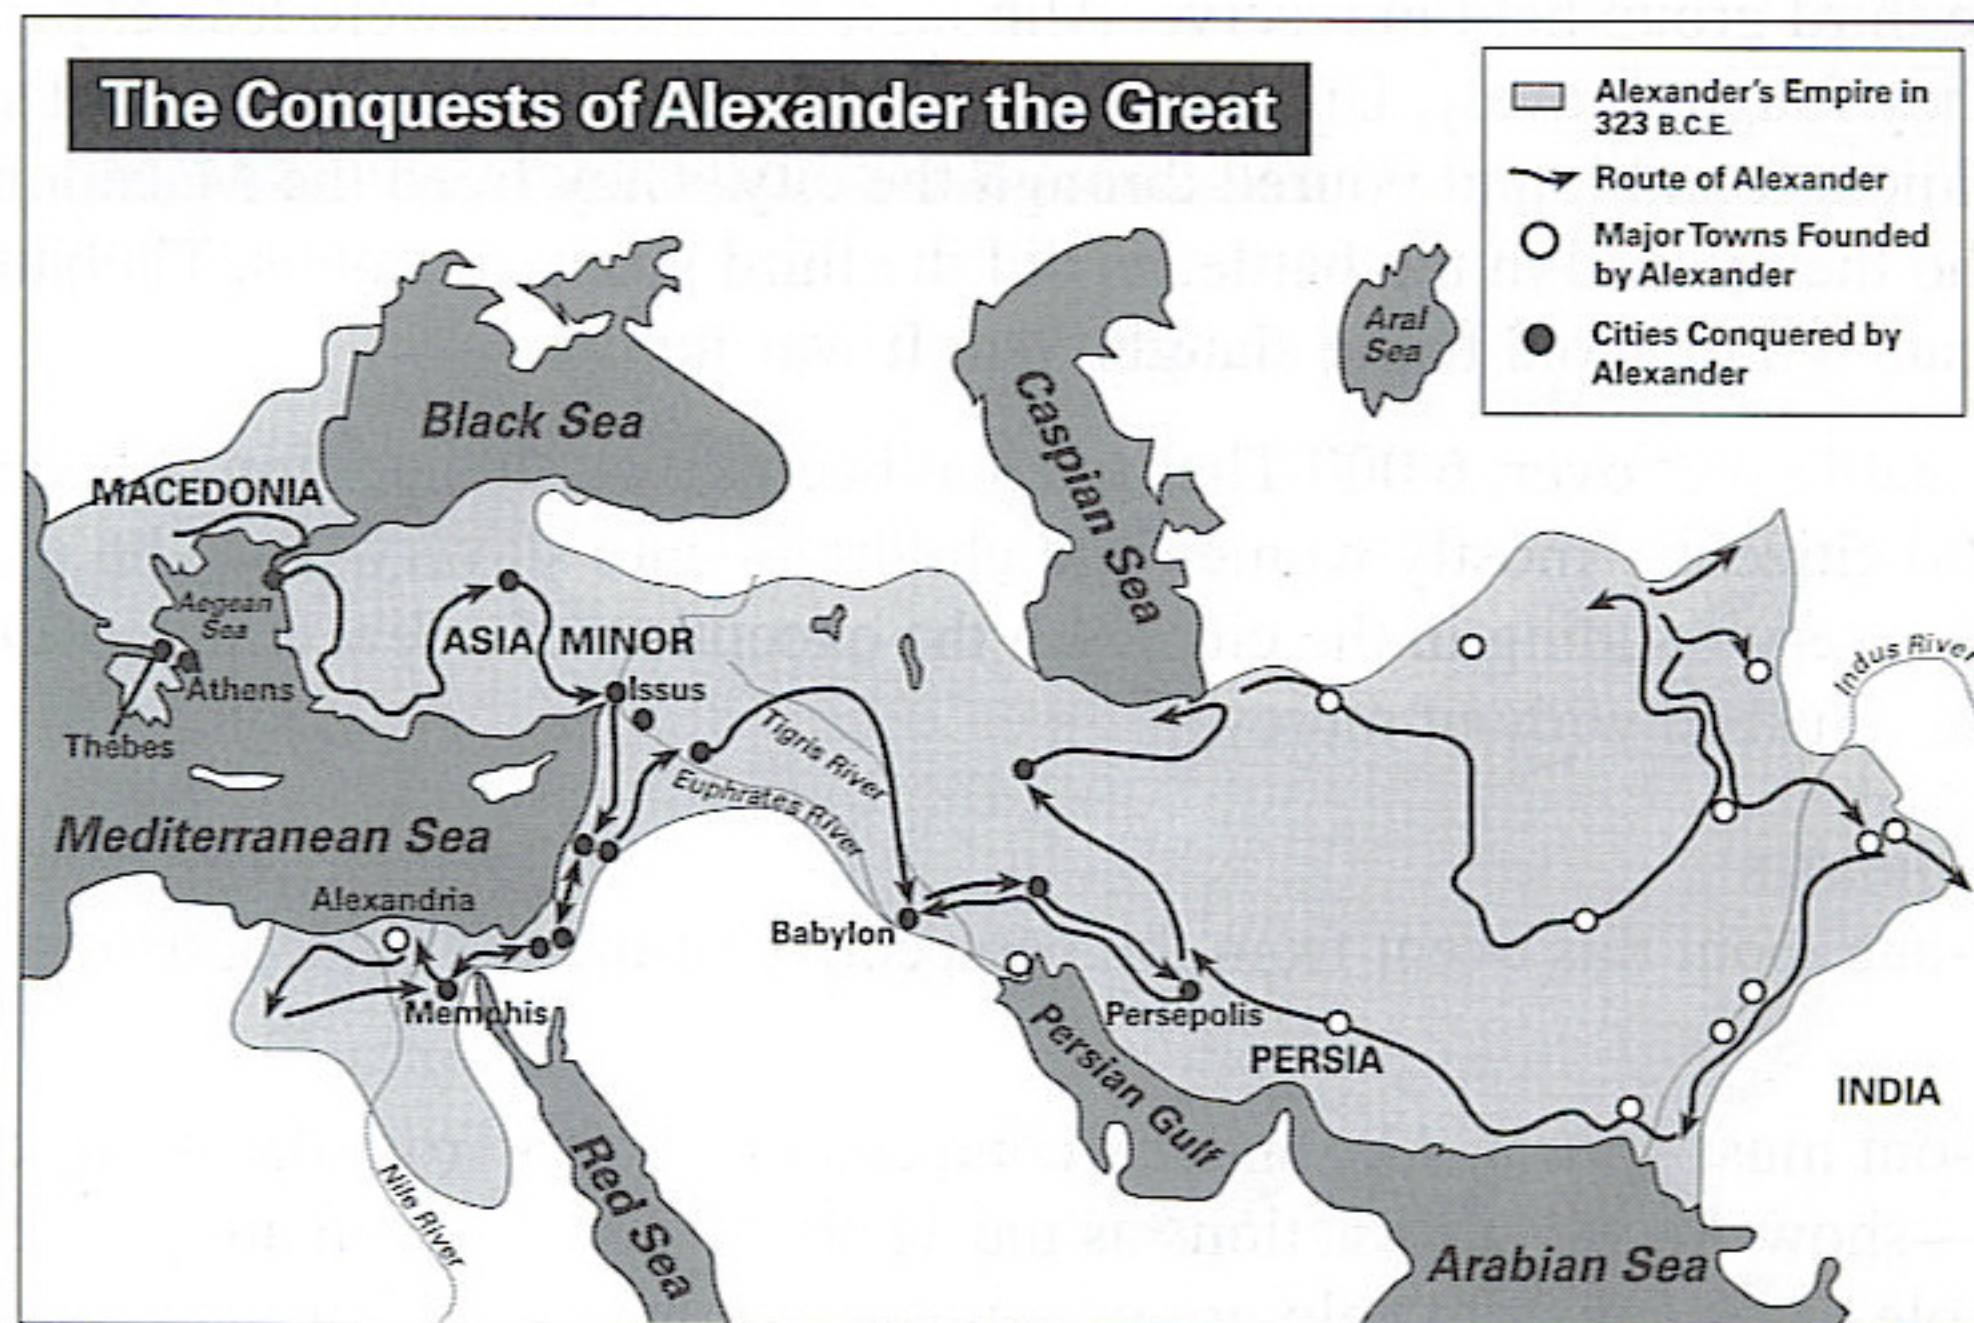 The Conquests of Alexander the Great
Alexander's Empire in
323 B.C.E.
Route of Alexander
Major Towns Founded
by Alexander
Cities Conquered by
Alexander
Aral
Sea
Black Sea
Caspian Sea
MACEDONIA
Aegean
Sea
ASIA MINOR
Indus River
Athens
Issus
Thebes
Tigris River
Euphrates River
Mediterranean Sea
Alexandria
Babylon
Memphis
Persepolis
Persian Gulf
PERSIA
INDIA
Nile River
Red Sea
Arabian Sea